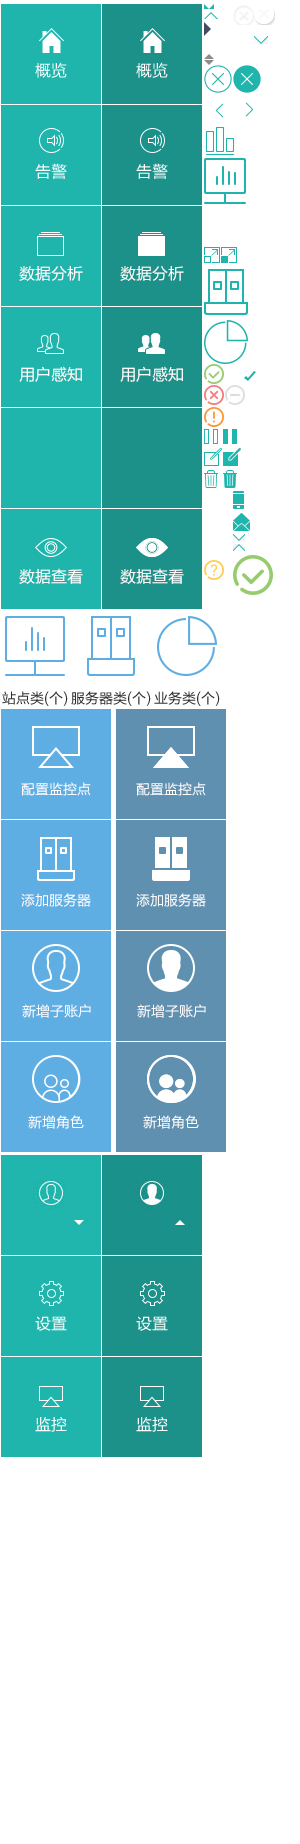 概览 概览
告警 告警
数据分析 数据分析
用户感知 用户感知
数据查看 数据查看
站点类(个) 服务器类(个) 业务类(个)
配置监控点 配置监控点
添加服务器 添加服务器
新增子账户 新增子账户
新增角色 新增角色
设置 设置
监控 监控